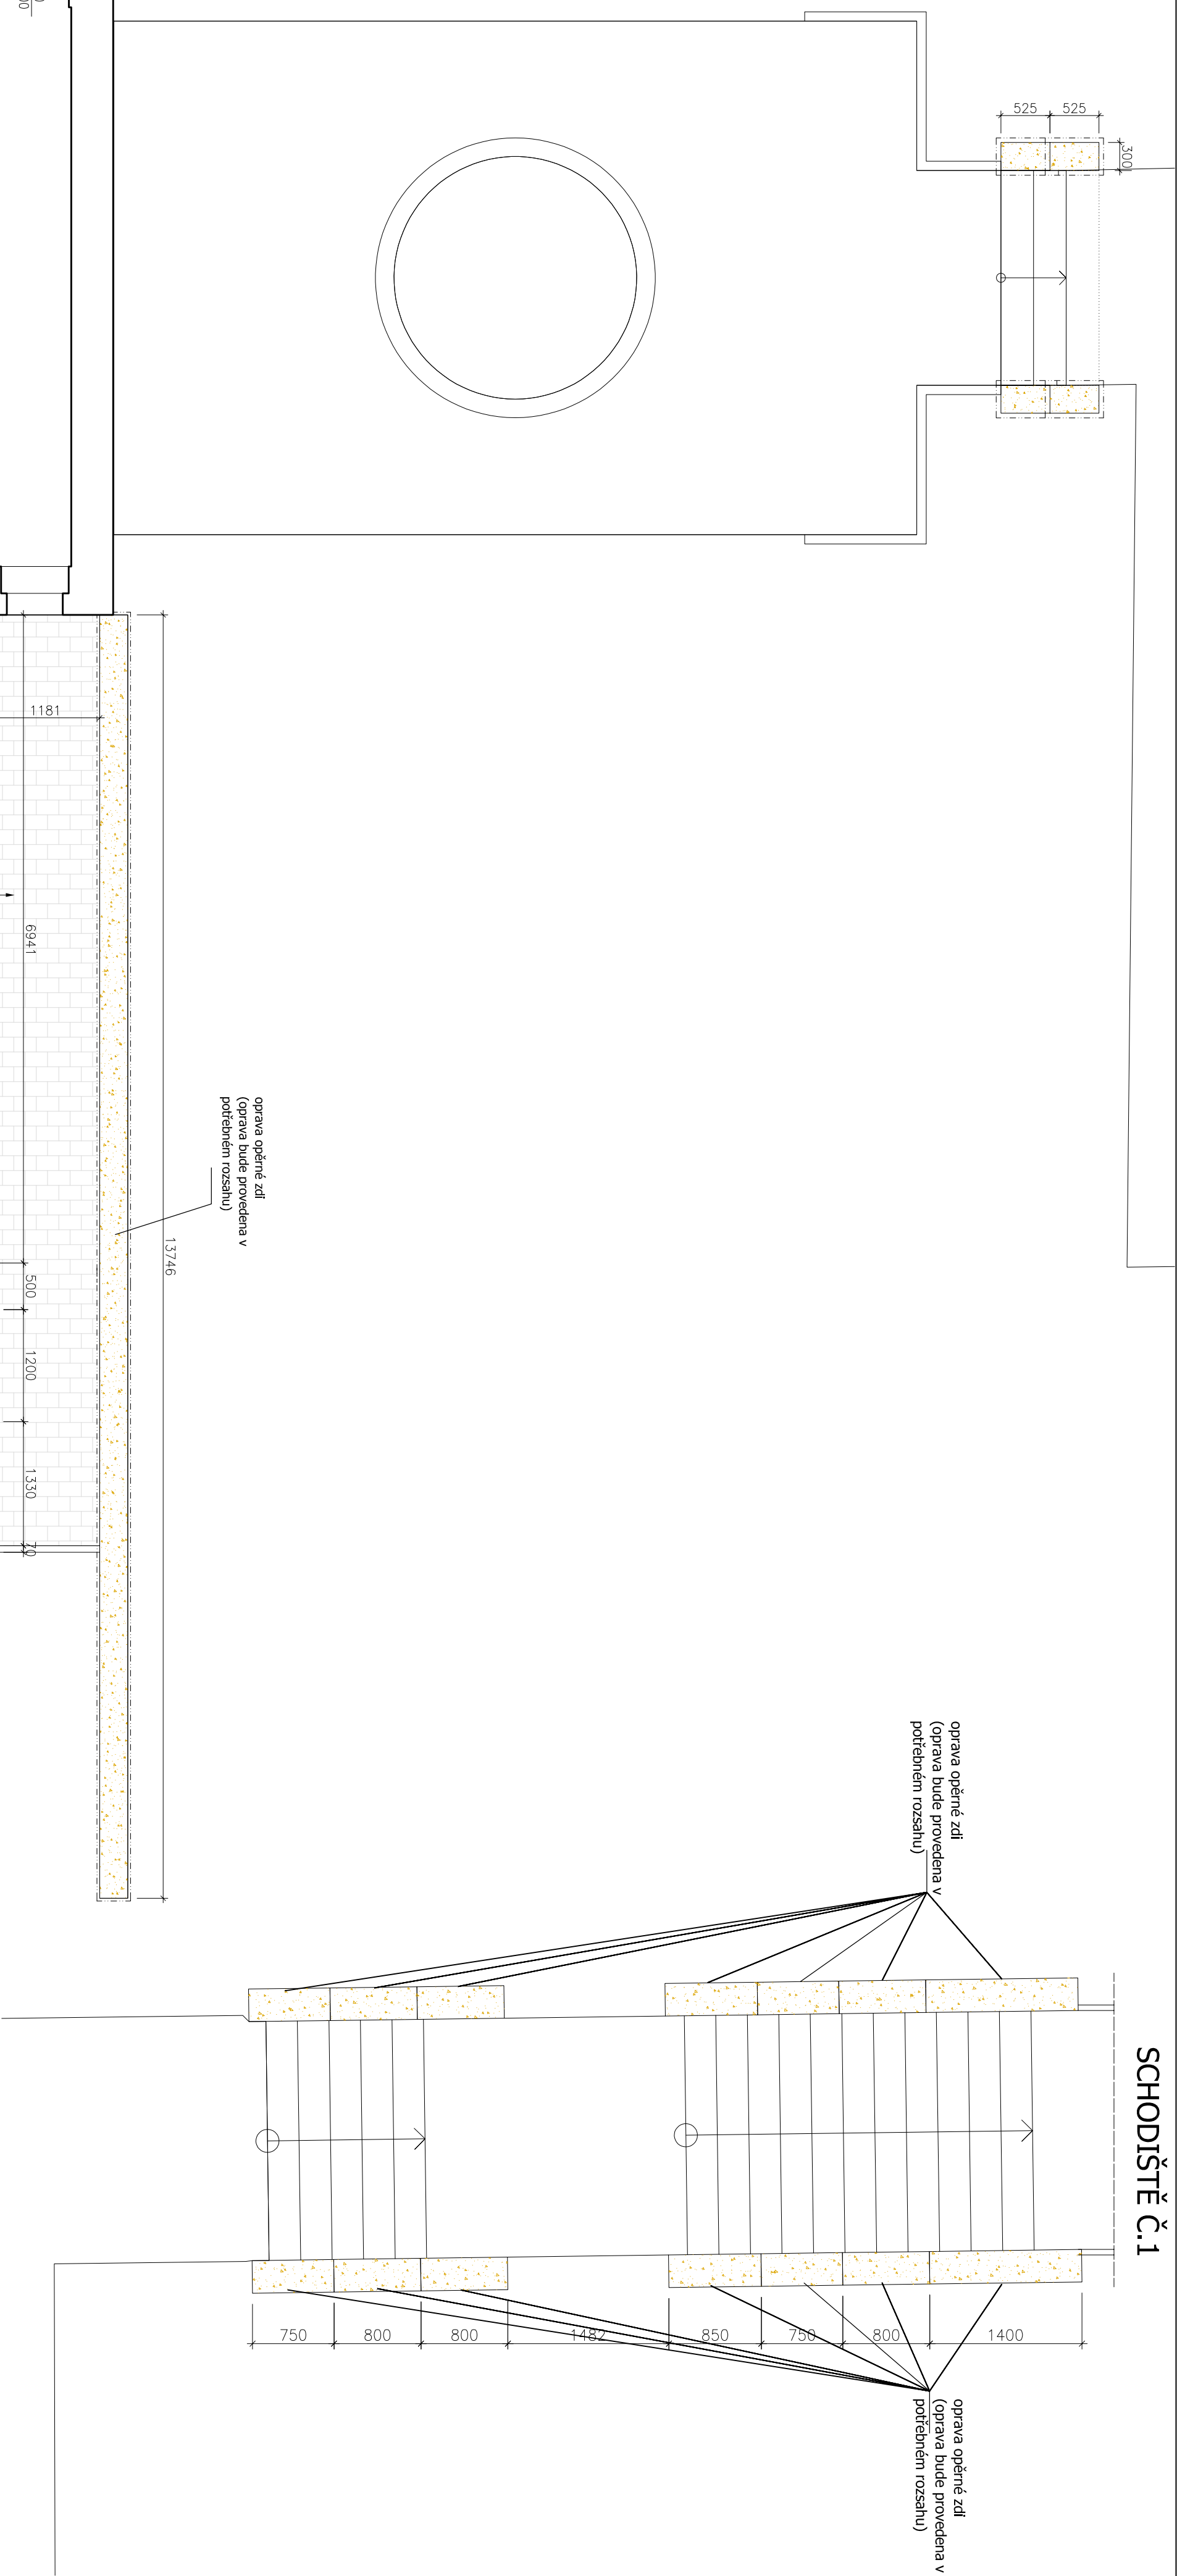 525
525
300
1181
6941
500
1200
1330
70
13746
oprava opěrné zdi
(oprava bude provedena v
potřebném rozsahu)
SCHODIŠTĚ Č.1
oprava opěrné zdi
(oprava bude provedena v
potřebném rozsahu)
750
800
800
1482
850
750
800
1400
oprava opěrné zdi
(oprava bude provedena v
potřebném rozsahu)